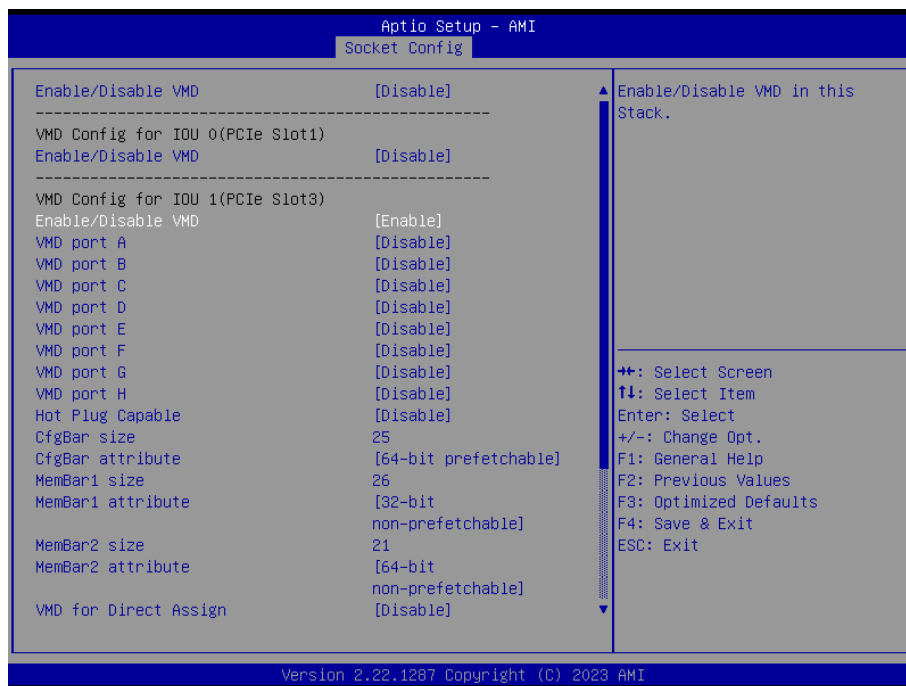 Aptio Setup - AMI
Socket Config
Enable/Disable VMD [Disable]
------------------------------------------------
VMD Config for IOU 0(PCIe Slot1)
Enable/Disable VMD [Disable]
------------------------------------------------
VMD Config for IOU 1(PCIe Slot3)
Enable/Disable VMD [Enable]
VMD port A [Disable]
VMD port B [Disable]
VMD port C [Disable]
VMD port D [Disable]
VMD port E [Disable]
VMD port F [Disable]
VMD port G [Disable]
VMD port H [Disable]
Hot Plug Capable [Disable]
CfgBar size 25
CfgBar attribute [64-bit prefetchable]
MemBar1 size 26
MemBar1 attribute [32-bit
non-prefetchable]
MemBar2 size 21
MemBar2 attribute [64-bit
non-prefetchable]
VMD for Direct Assign [Disable]
Enable/Disable VMD in this
Stack.
→←: Select Screen
↑↓: Select Item
Enter: Select
+/-: Change Opt.
F1: General Help
F2: Previous Values
F3: Optimized Defaults
F4: Save & Exit
ESC: Exit
Version 2.22.1287 Copyright (C) 2023 AMI